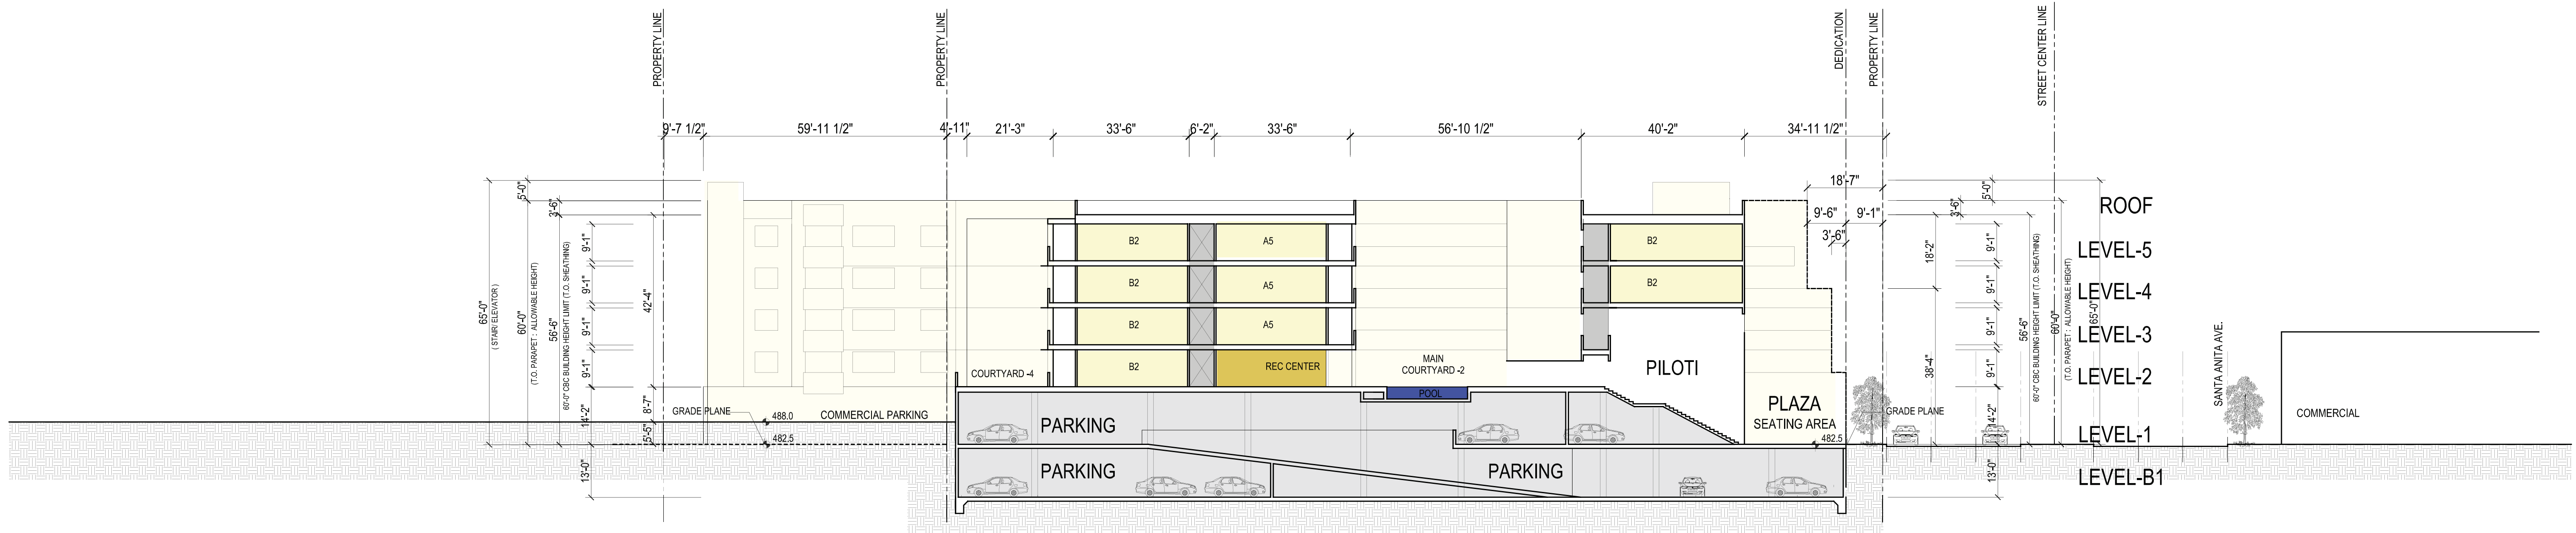 PROPERTY LINE
PROPERTY LINE
DEDICATION
PROPERTY LINE
STREET CENTER LINE
9'-7 1/2"
59'-11 1/2"
4'-11"
21'-3"
33'-6"
6'-2"
33'-6"
56'-10 1/2"
40'-2"
34'-11 1/2"
18'-7"
9'-6"
9'-1"
3'-6"
65'-0"
( STAIR/ ELEVATOR )
5'-0"
60'-0"
(T.O. PARAPET : ALLOWABLE HEIGHT)
3'-6"
56'-6"
60'-0" CBC BUILDING HEIGHT LIMIT (T.O. SHEATHING)
9'-1"
9'-1"
9'-1"
9'-1"
14'-2"
13'-0"
42'-4"
8'-7"
5'-5"
GRADE PLANE
488.0
482.5
COMMERCIAL PARKING
COURTYARD -4
B2
A5
B2
A5
B2
A5
B2
REC CENTER
MAIN
COURTYARD -2
POOL
B2
B2
PILOTI
PLAZA
SEATING AREA
482.5
PARKING
PARKING
PARKING
GRADE PLANE
18'-2"
38'-4"
5'-0"
3'-6"
9'-1"
9'-1"
9'-1"
9'-1"
14'-2"
13'-0"
56'-6"
60'-0" CBC BUILDING HEIGHT LIMIT (T.O. SHEATHING)
60'-0"
(T.O. PARAPET : ALLOWABLE HEIGHT)
65'-0"
ROOF
LEVEL-5
LEVEL-4
LEVEL-3
LEVEL-2
LEVEL-1
LEVEL-B1
SANTA ANITA AVE.
COMMERCIAL